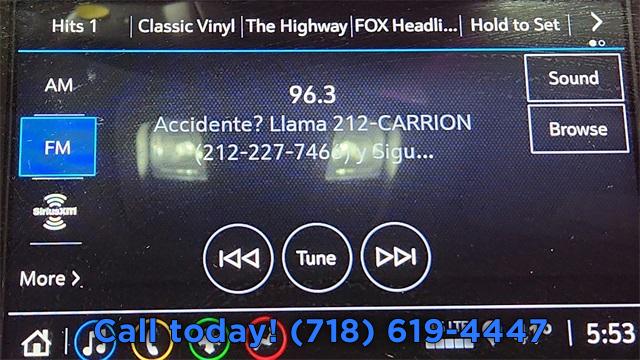 Hits 1 | Classic Vinyl | The Highway | FOX Headli... | Hold to Set
AM
96.3
Sound
Accidente? Llama 212-CARRION
Browse
FM
(212-227-7466) y Sigu...
SiriusXM
Tune
More
LTE
5:53
Call today! (718) 619-4447